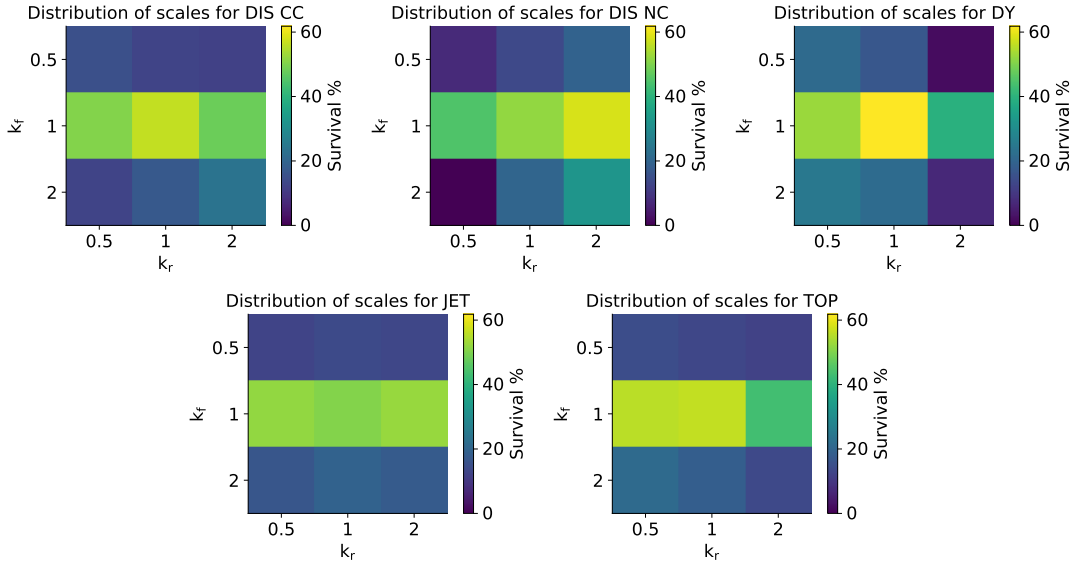 Distribution of scales for DIS CC
0.5
1
2
k_f
0.5 1 2
k_r
60
40
20
0
Survival %
Distribution of scales for DIS NC
0.5
1
2
k_f
0.5 1 2
k_r
60
40
20
0
Survival %
Distribution of scales for DY
0.5
1
2
k_f
0.5 1 2
k_r
60
40
20
0
Survival %
Distribution of scales for JET
0.5
1
2
k_f
0.5 1 2
k_r
60
40
20
0
Survival %
Distribution of scales for TOP
0.5
1
2
k_f
0.5 1 2
k_r
60
40
20
0
Survival %